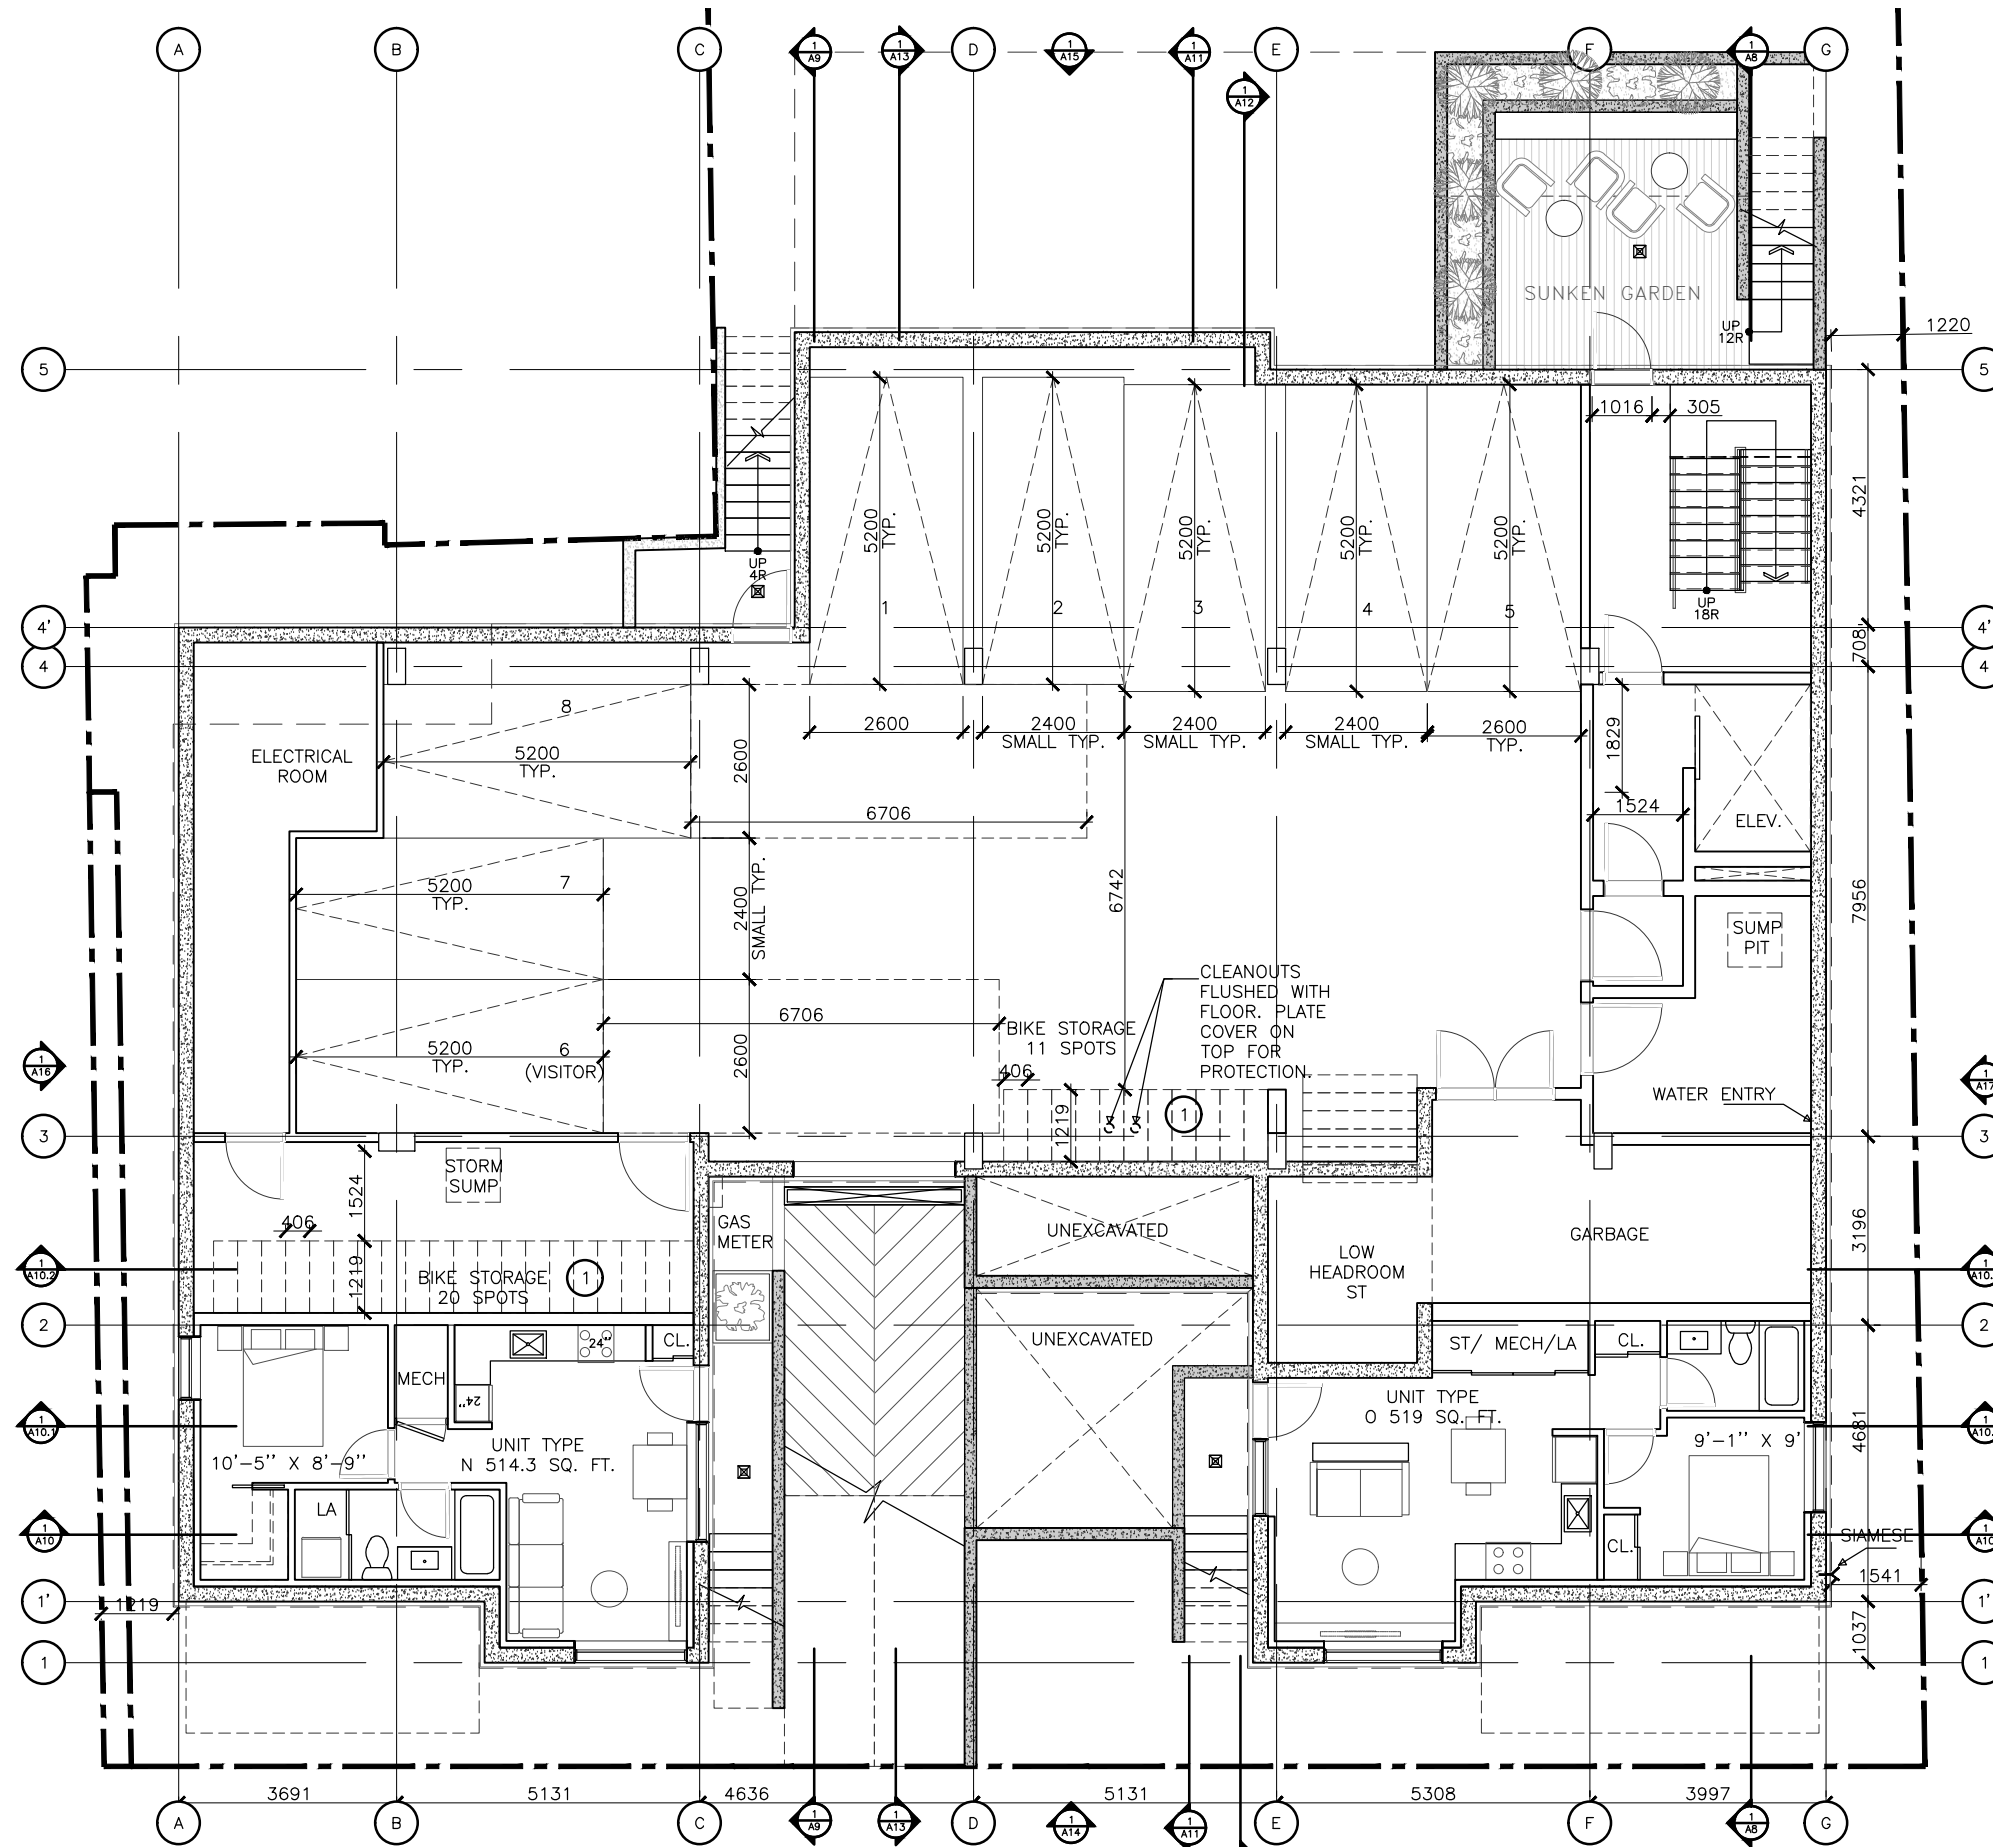 A
B
C
1
A9
1
A13
D
1
A15
1
A11
E
F
1
A8
G
1
A12
SUNKEN GARDEN
UP
12R
1220
5
5
1016
305
4321
5200
TYP.
5200
TYP.
5200
TYP.
5200
TYP.
5200
TYP.
UP
4R
1
2
3
4
5
UP
18R
4'
4'
708
4
4
8
2600
2400
SMALL TYP.
2400
SMALL TYP.
2400
SMALL TYP.
2600
TYP.
1829
ELECTRICAL
ROOM
5200
TYP.
2600
6706
1524
ELEV.
5200
TYP.
7
2400
SMALL TYP.
6742
7956
SUMP
PIT
CLEANOUTS
FLUSHED WITH
FLOOR. PLATE
COVER ON
TOP FOR
PROTECTION.
6706
BIKE STORAGE
11 SPOTS
5200
TYP.
6
(VISITOR)
2600
406
1
A16
1
A17
WATER ENTRY
1219
1
3
3
STORM
SUMP
1524
406
GAS
METER
UNEXCAVATED
LOW
HEADROOM
ST
GARBAGE
3196
1
A10.2
1219
BIKE STORAGE
20 SPOTS
1
1
2
2
24"
CL.
UNEXCAVATED
ST/ MECH/LA
CL.
MECH
24"
UNIT TYPE
O 519 SQ. FT.
1
A10.1
1
4681
UNIT TYPE
N 514.3 SQ. FT.
10'-5'' X 8'-9''
9'-1'' X 9'
LA
1
A10
1
A10
SIAMESE
CL.
1541
1'
1219
1'
1037
1
1
3691
5131
4636
5131
5308
3997
A
B
C
1
A9
1
A13
D
1
A14
1
A11
E
F
1
A8
G